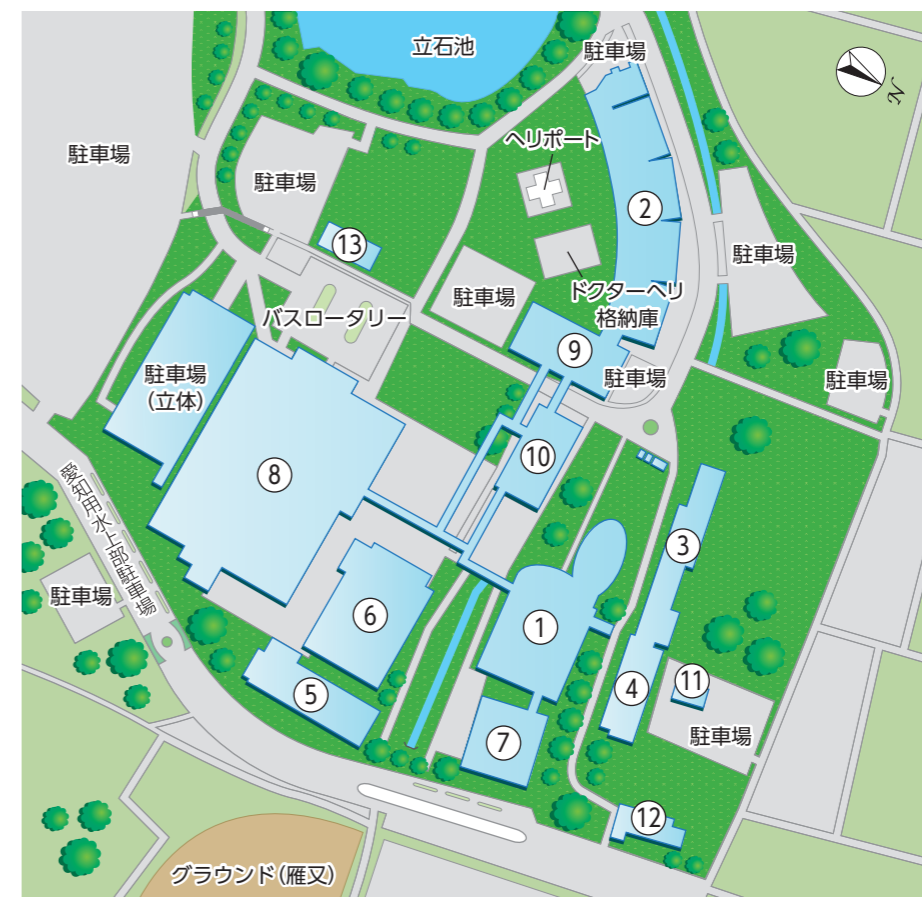 立石池
駐車場
N
ヘリポート
駐車場
駐車場
②
⑬
駐車場
ドクターヘリ
格納庫
駐車場
バスロータリー
⑨
駐車場
(立体)
駐車場
駐車場
⑩
⑧
愛知用水上部駐車場
③
駐車場
⑥
①
⑤
④
⑪
駐車場
⑦
⑫
グラウンド(雁又)